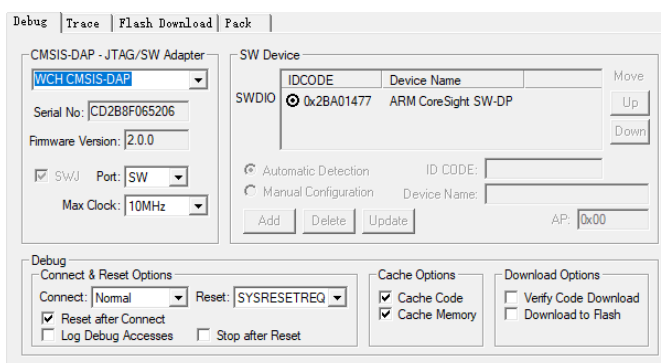 Debug Trace Flash Download Pack
CMSIS-DAP - JTAG/SW Adapter
WCH CMSIS-DAP
Serial No: CD2B8F065206
Firmware Version: 2.0.0
SWJ Port: SW
Max Clock: 10MHz
SW Device
IDCODE Device Name Move
SWDIO 0x2BA01477 ARM CoreSight SW-DP Up
Down
Automatic Detection ID CODE:
Manual Configuration Device Name:
Add Delete Update AP: 0x00
Debug
Connect & Reset Options
Connect: Normal Reset: SYSRESETREQ
Reset after Connect
Log Debug Accesses Stop after Reset
Cache Options
Cache Code
Cache Memory
Download Options
Verify Code Download
Download to Flash